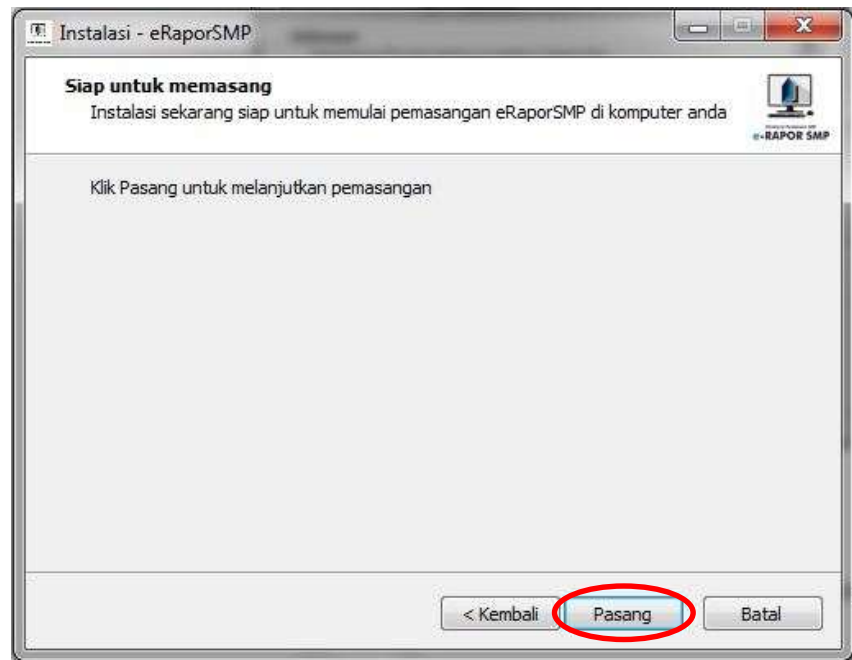 Instalasi - eRaporSMP
Siap untuk memasang
Instalasi sekarang siap untuk memulai pemasangan eRaporSMP di komputer anda
e-RAPOR SMP
Klik Pasang untuk melanjutkan pemasangan
< Kembali
Pasang
Batal